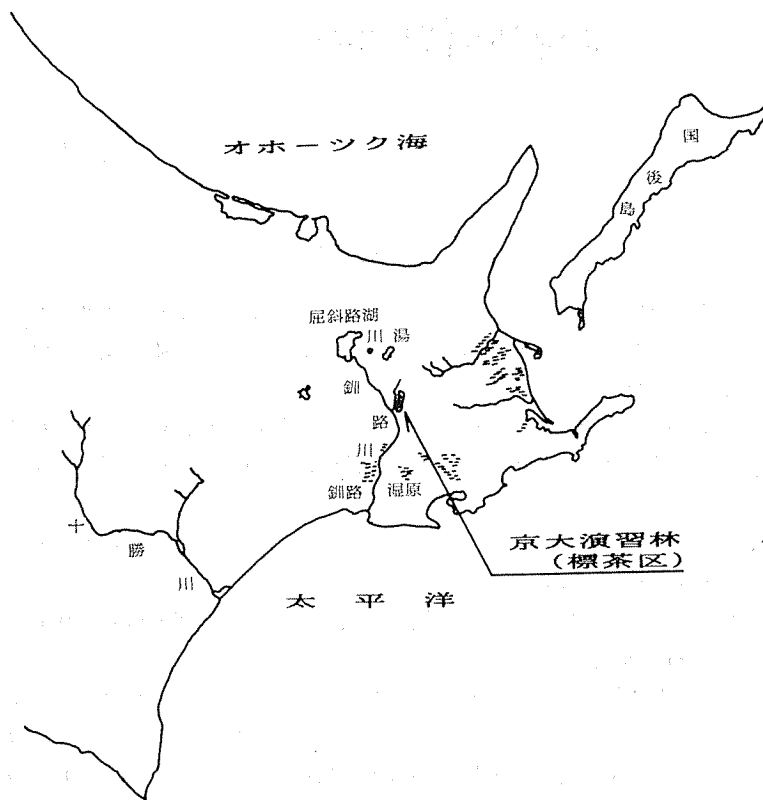 オホーツク海
国後島
屈斜路湖
川湯
釧路川
釧路湿原
京大演習林
(標茶区)
十勝川
太平洋